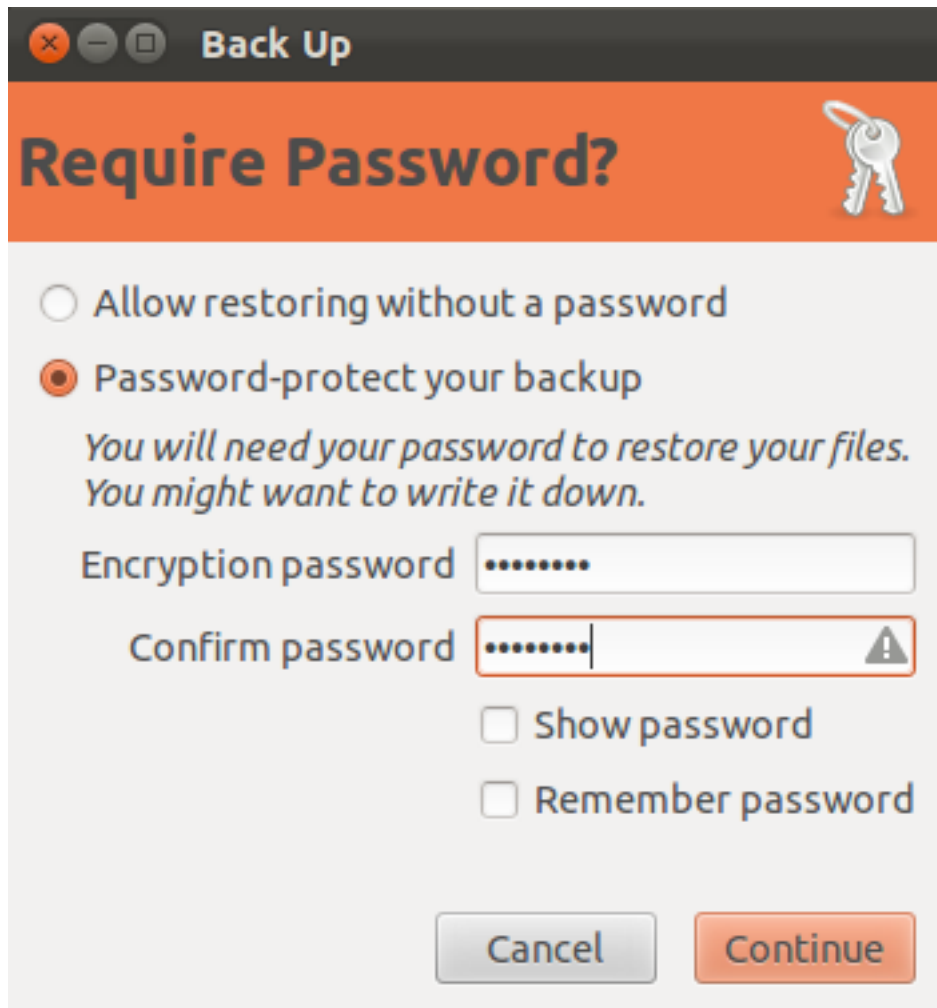 Back Up
Require Password?
Allow restoring without a password
Password-protect your backup
You will need your password to restore your files.
You might want to write it down.
Encryption password ••••••••
Confirm password ••••••••
Show password
Remember password
Cancel Continue